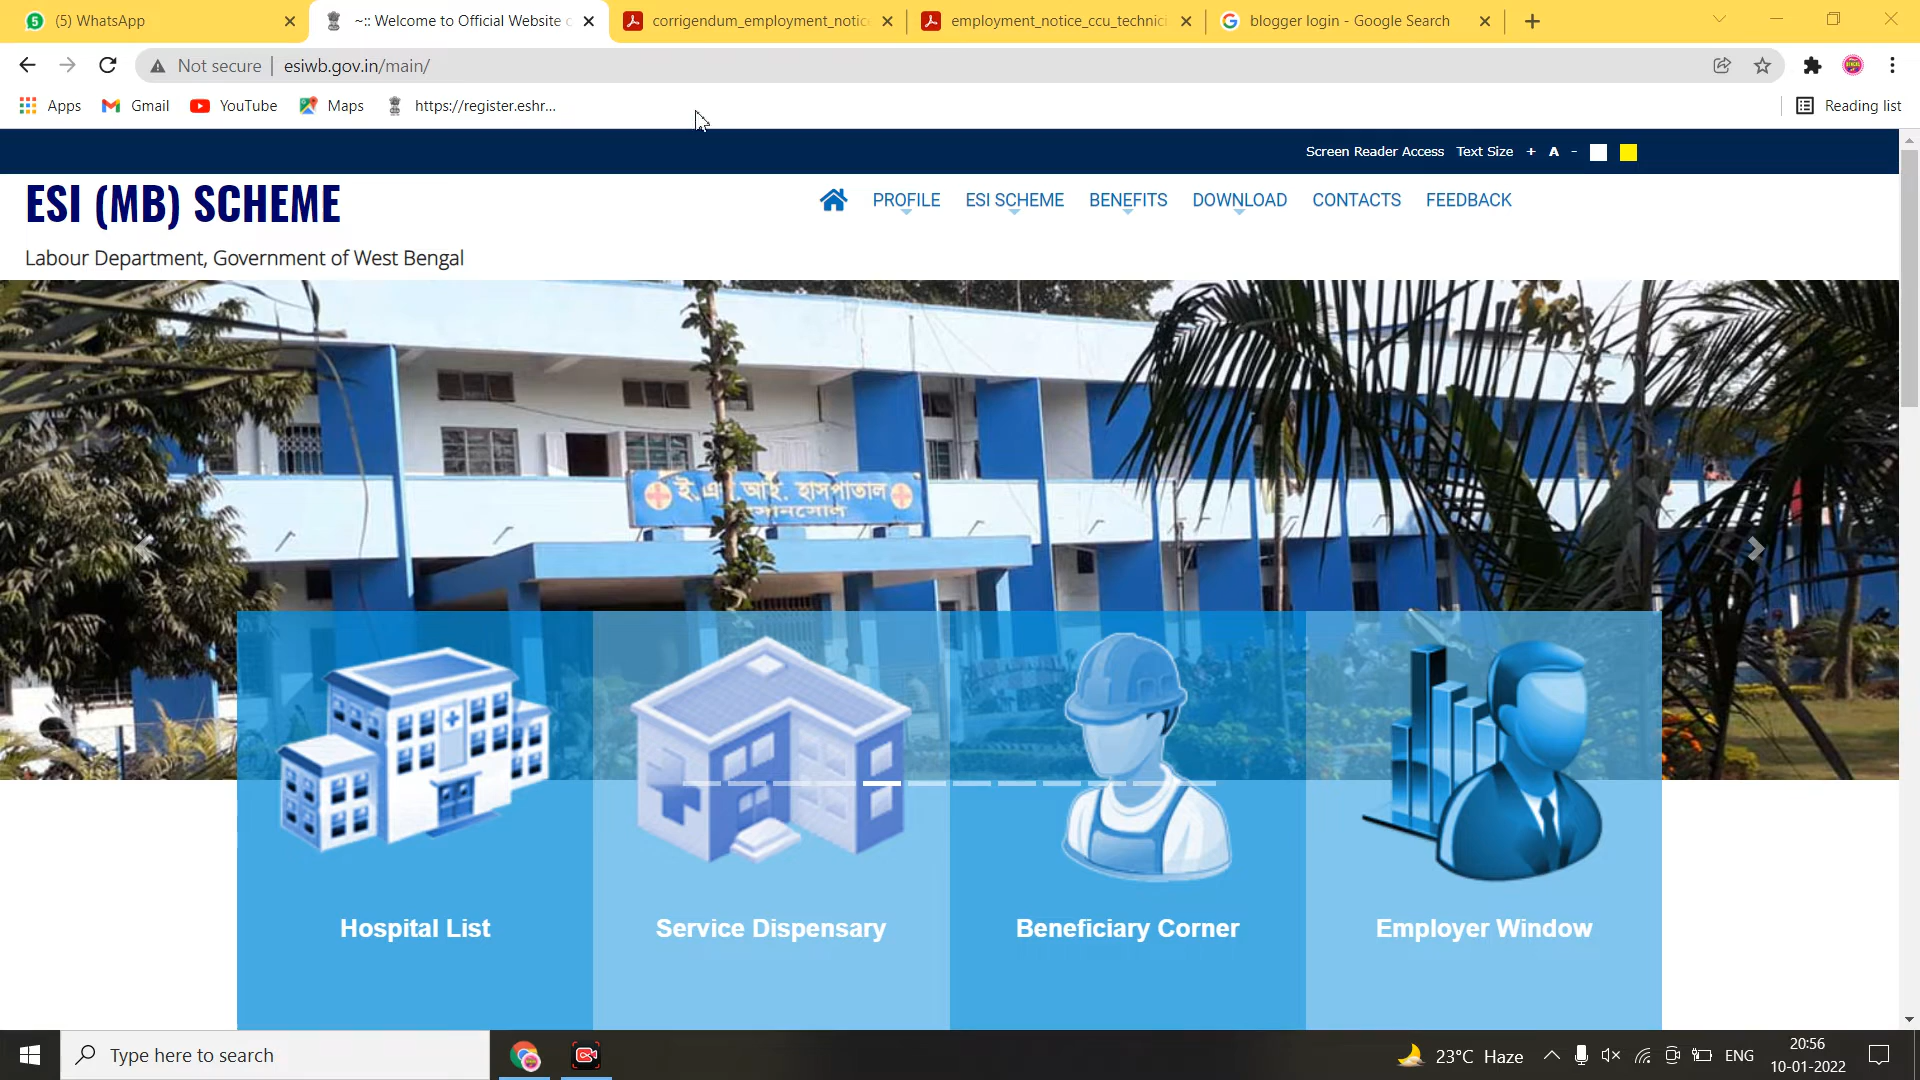 (5) WhatsApp
~:: Welcome to Official Website
corrigendum_employment_notic
employment_notice_ccu_technici
blogger login - Google Search
Not secure
esiwb.gov.in/main/
Apps
Gmail
YouTube
Maps
https://register.eshr...
Reading list
Screen Reader Access
Text Size
+
A
-
ESI (MB) SCHEME
PROFILE
ESI SCHEME
BENEFITS
DOWNLOAD
CONTACTS
FEEDBACK
Labour Department, Government of West Bengal
আই. হাসপাতাল
Hospital List
Service Dispensary
Beneficiary Corner
Employer Window
Type here to search
23°C Haze
ENG
20:56
10-01-2022